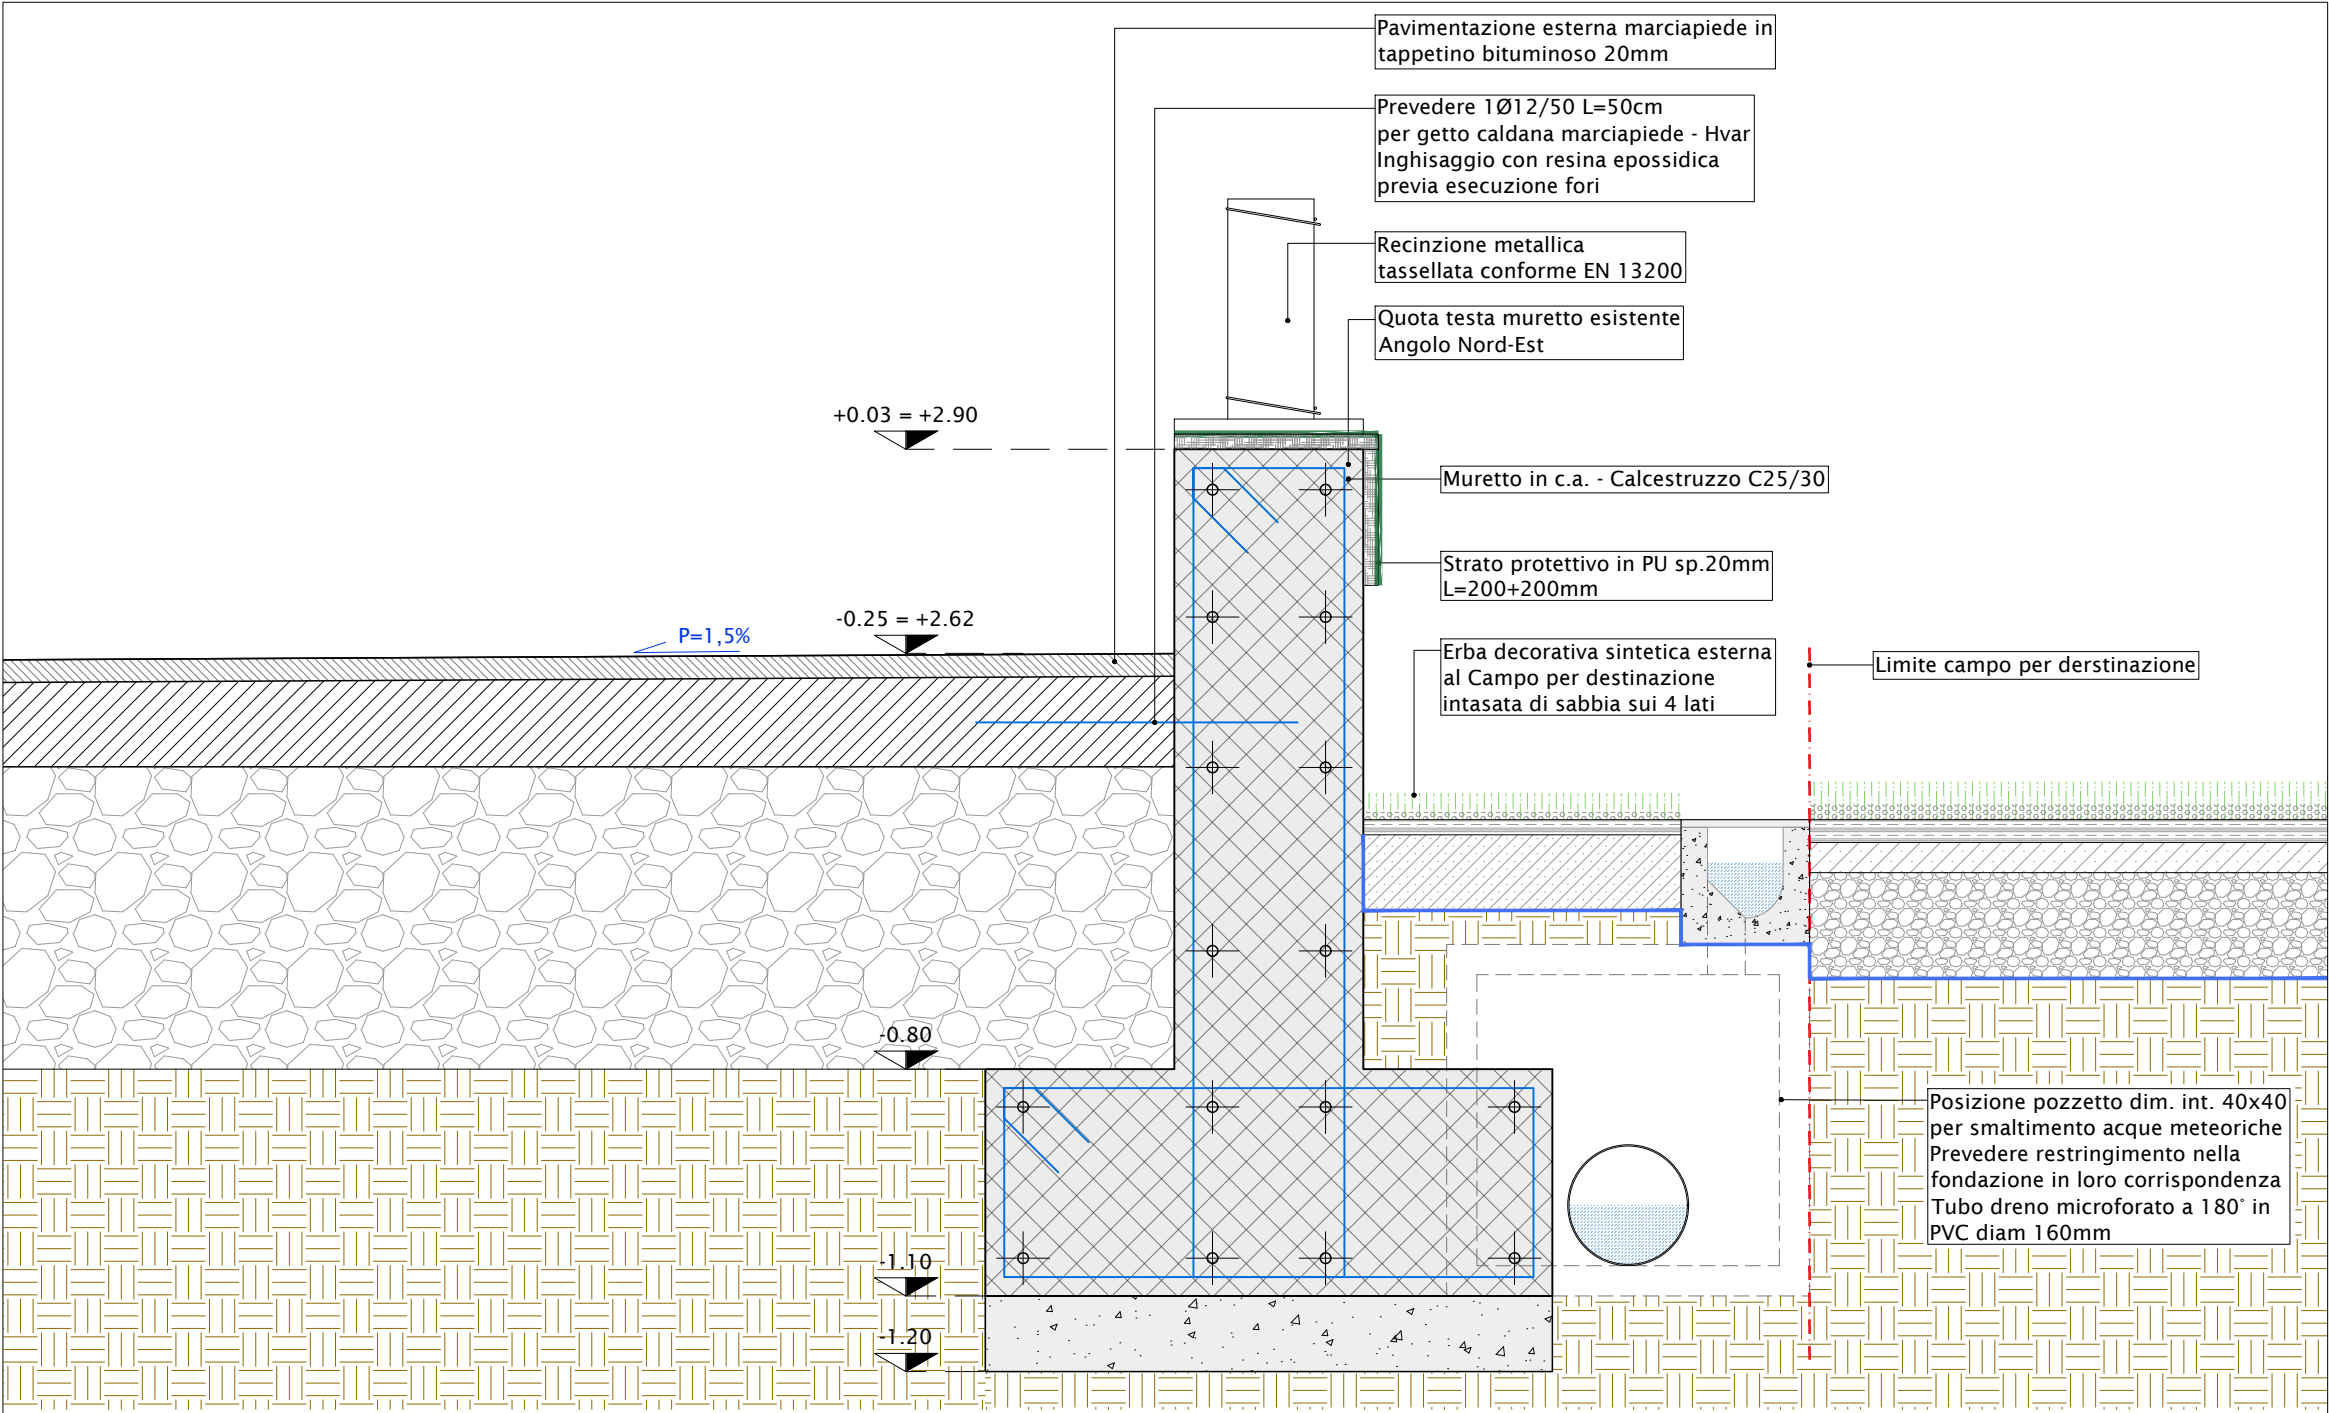 Pavimentazione esterna marciapiede in
tappetino bituminoso 20mm
Prevedere 1Ø12/50 L=50cm
per getto caldana marciapiede - Hvar
Inghisaggio con resina epossidica
previa esecuzione fori
Recinzione metallica
tassellata conforme EN 13200
Quota testa muretto esistente
Angolo Nord-Est
+0.03 = +2.90
Muretto in c.a. - Calcestruzzo C25/30
Strato protettivo in PU sp.20mm
L=200+200mm
-0.25 = +2.62
P=1,5%
Erba decorativa sintetica esterna
al Campo per destinazione
intasata di sabbia sui 4 lati
Limite campo per derstinazione
-0.80
Posizione pozzetto dim. int. 40x40
per smaltimento acque meteoriche
Prevedere restringimento nella
fondazione in loro corrispondenza
Tubo dreno microforato a 180° in
PVC diam 160mm
-1.10
-1.20